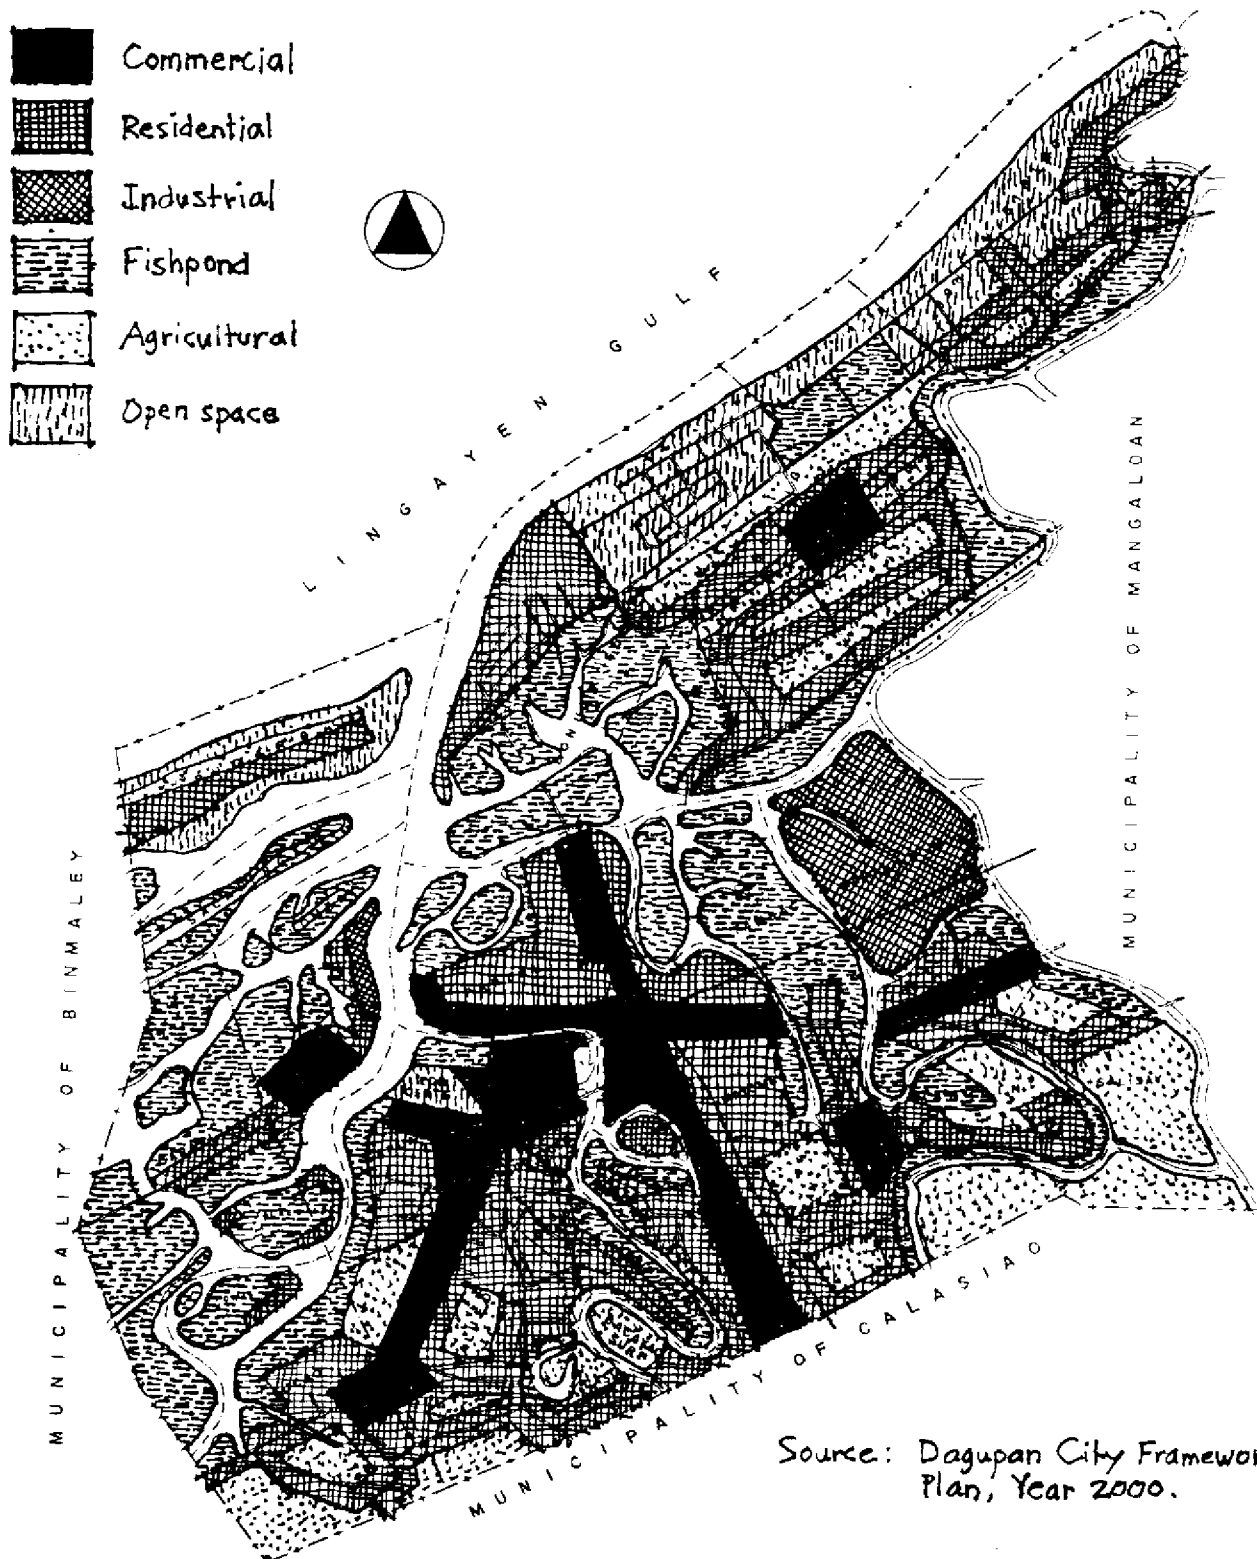 Commercial
Residential
Industrial
Fishpond
Agricultural
Open space
LINGAYEN GULF
MUNICIPALITY OF MANGALDAN
MUNICIPALITY OF BINMALEY
MUNICIPALITY OF CALASIAO
Source: Dagupan City Framewor
Plan, Year 2000.